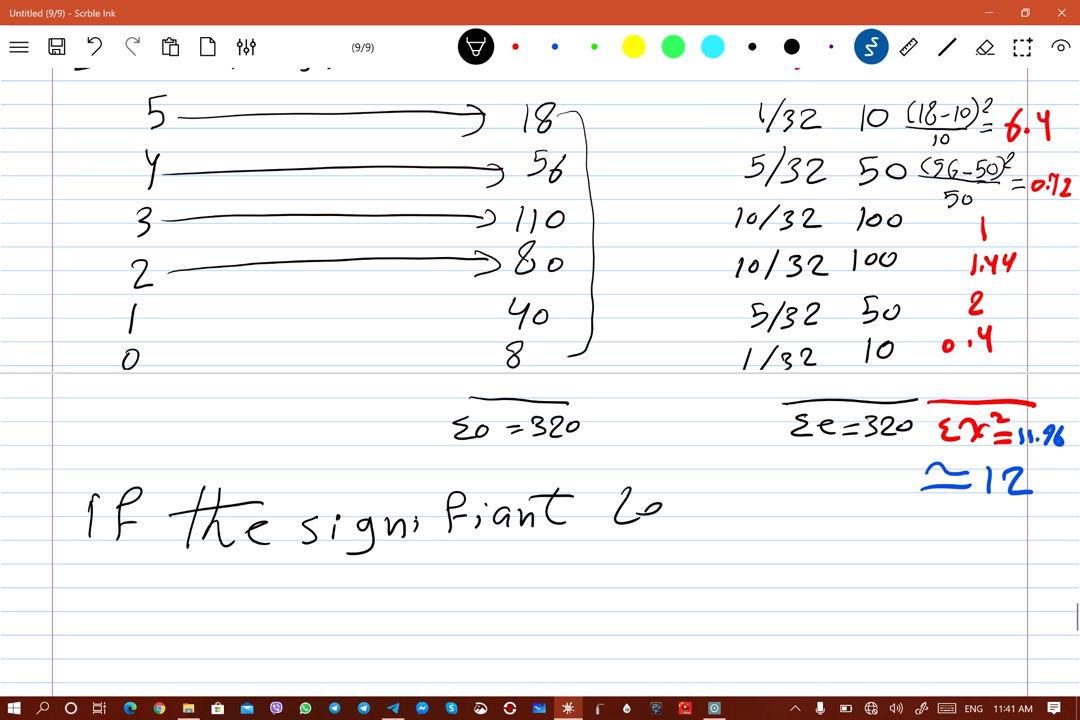 Untitled (9/9) - Scrble Ink
(9/9)
5 18 1/32 10 (18-10)²/10 = 6.4
4 56 5/32 50 (56-50)²/50 = 0.72
3 110 10/32 100 1
2 80 10/32 100 1.44
1 40 5/32 50 2
0 8 1/32 10 0.4
Σo = 320 Σe = 320 Σx² = 11.96
≃ 12
If the signifiant Lo
ENG 11:41 AM